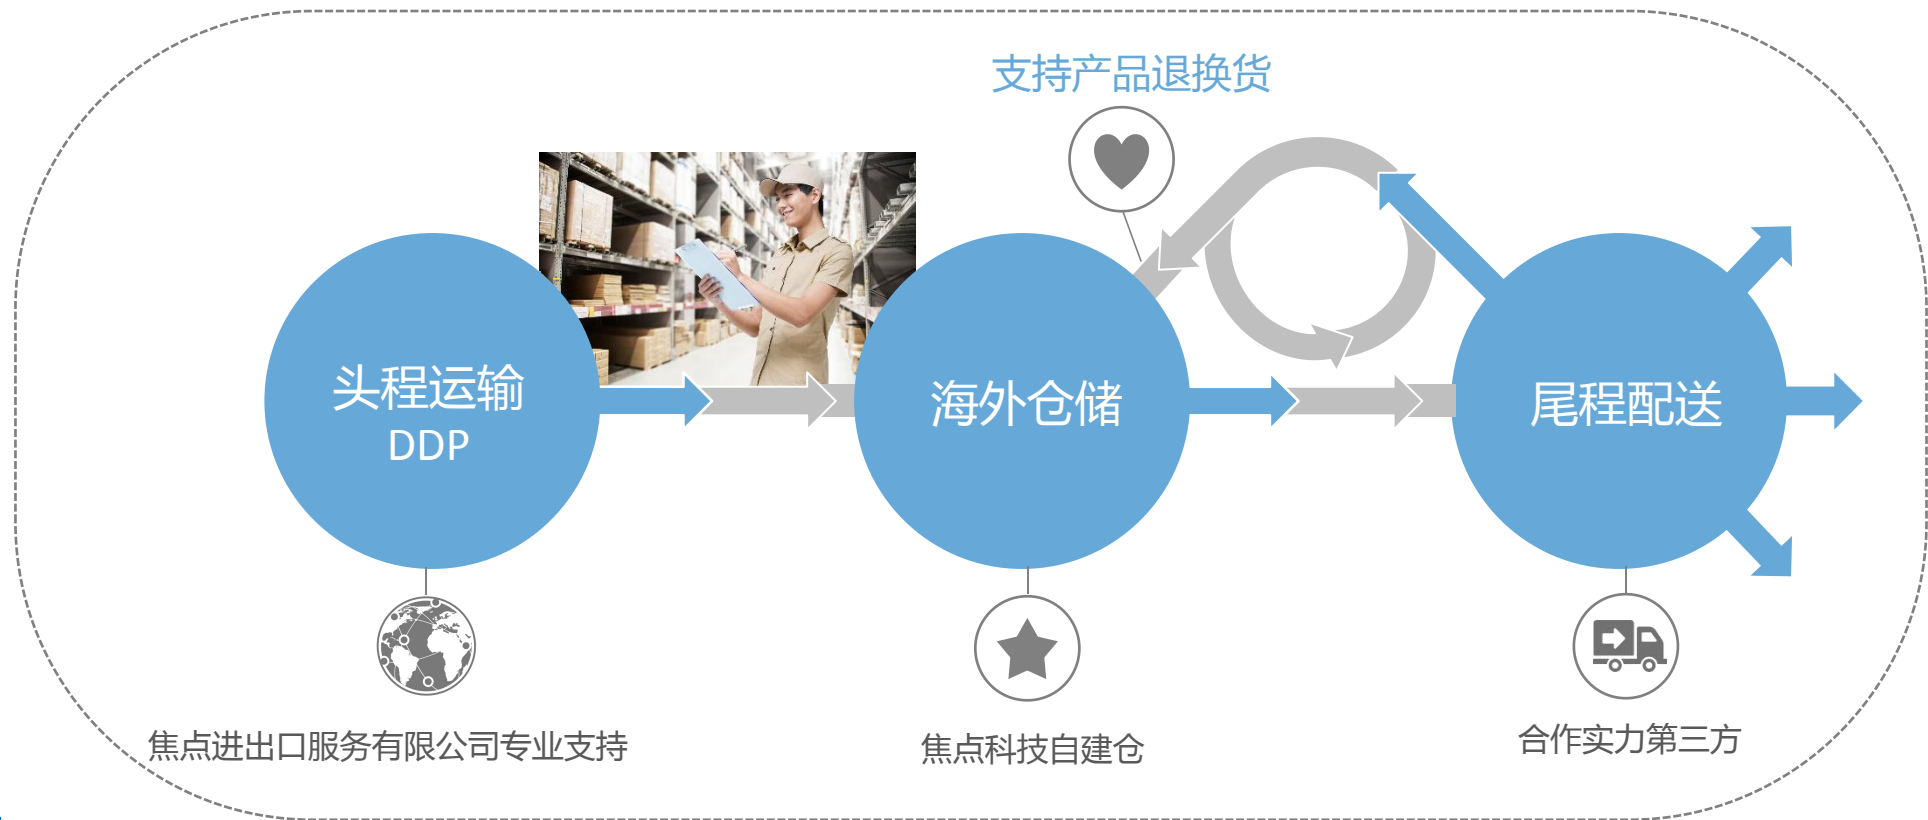 支持产品退换货
头程运输
DDP
海外仓储
尾程配送
焦点进出口服务有限公司专业支持
焦点科技自建仓
合作实力第三方